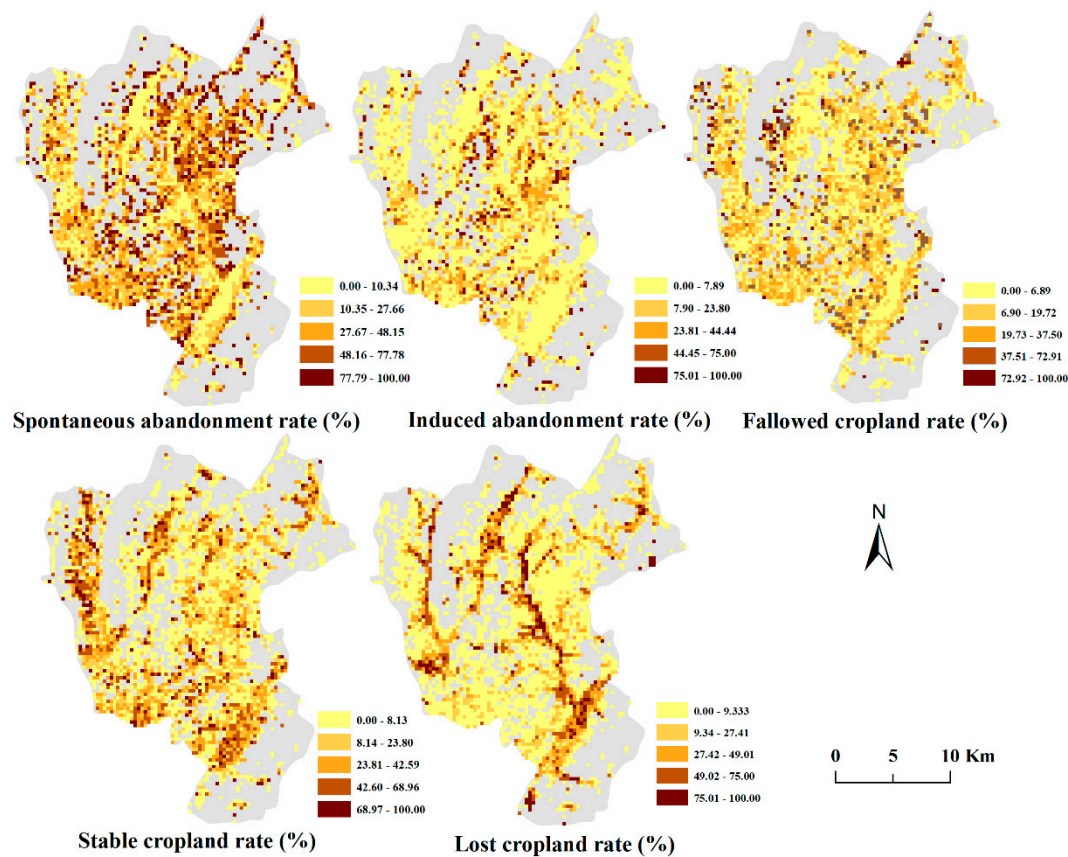 0.00 - 10.34
10.35 - 27.66
27.67 - 48.15
48.16 - 77.78
77.79 - 100.00
Spontaneous abandonment rate (%)
0.00 - 7.89
7.90 - 23.80
23.81 - 44.44
44.45 - 75.00
75.01 - 100.00
Induced abandonment rate (%)
0.00 - 6.89
6.90 - 19.72
19.73 - 37.50
37.51 - 72.91
72.92 - 100.00
Fallowed cropland rate (%)
0.00 - 8.13
8.14 - 23.80
23.81 - 42.59
42.60 - 68.96
68.97 - 100.00
Stable cropland rate (%)
0.00 - 9.333
9.34 - 27.41
27.42 - 49.01
49.02 - 75.00
75.01 - 100.00
Lost cropland rate (%)
N
0 5 10 Km